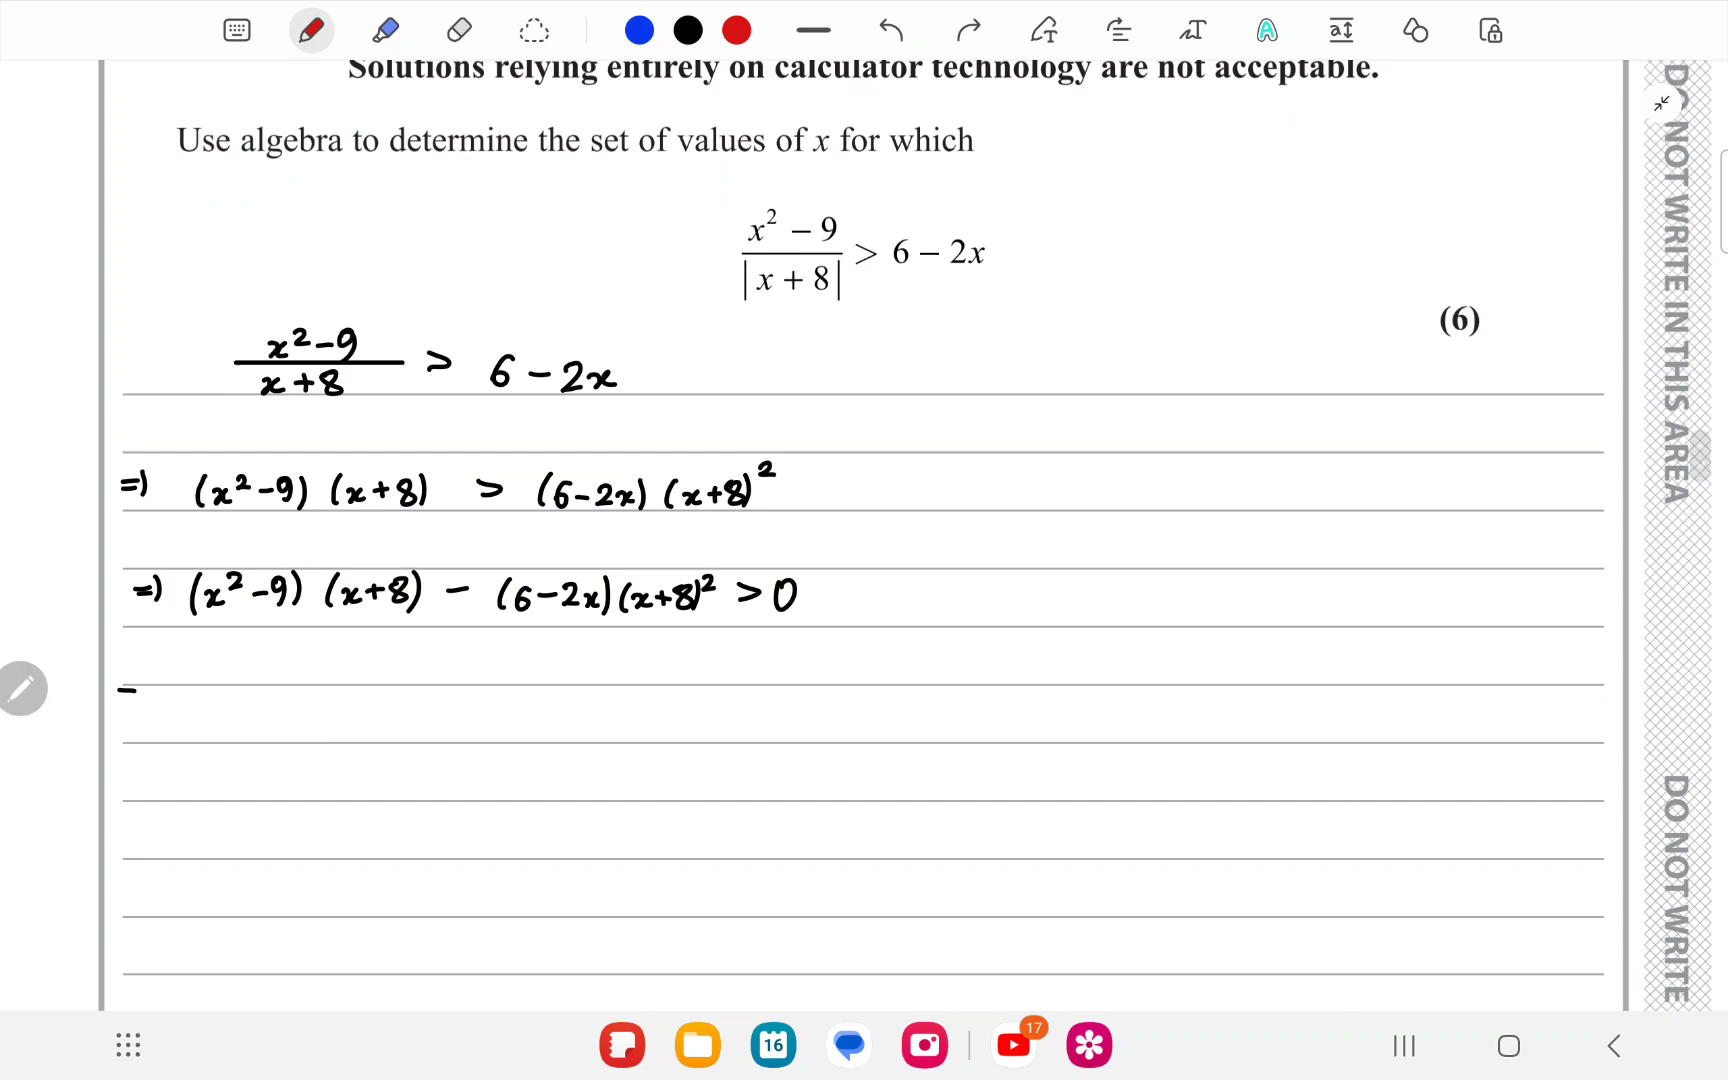 Solutions relying entirely on calculator technology are not acceptable.
Use algebra to determine the set of values of x for which
x² − 9
> 6 − 2x
|x + 8|
(6)
x² − 9
> 6 − 2x
x + 8
=) (x² − 9) (x + 8) > (6 − 2x) (x + 8)²
=) (x² − 9) (x + 8) − (6 − 2x)(x + 8)² > 0
−
DO NOT WRITE IN THIS AREA
DO NOT WRITE
16
17